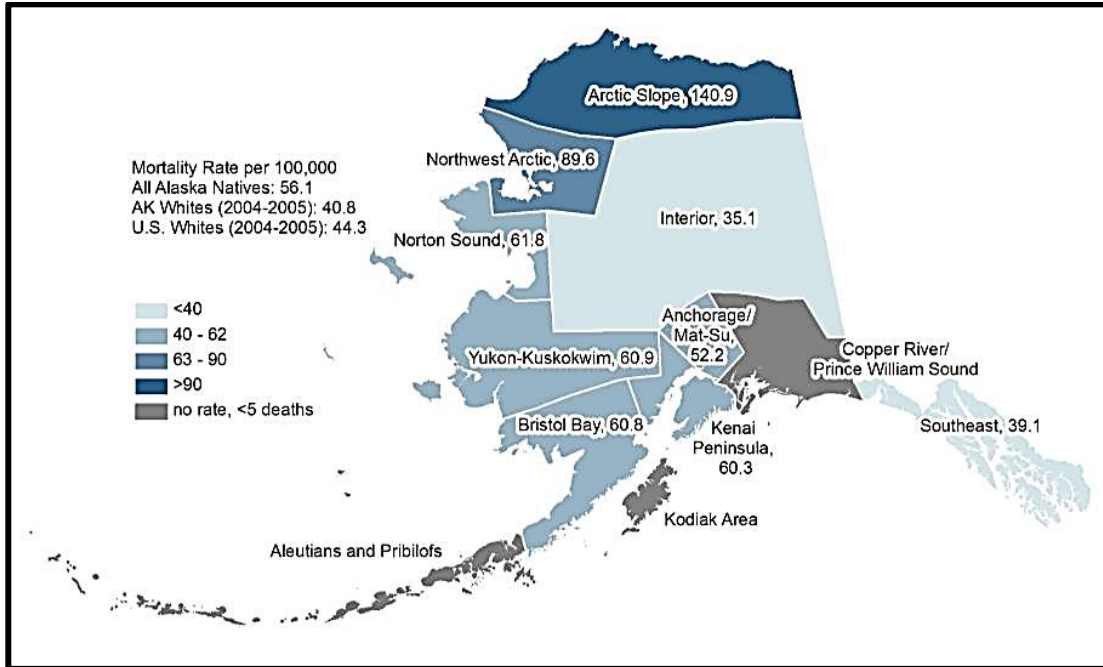 Arctic Slope, 140.9
Northwest Arctic, 89.6
Mortality Rate per 100,000
All Alaska Natives: 56.1
AK Whites (2004-2005): 40.8
U.S. Whites (2004-2005): 44.3
Interior, 35.1
Norton Sound, 61.8
<40
40 - 62
63 - 90
>90
no rate, <5 deaths
Anchorage/
Mat-Su,
52.2
Yukon-Kuskokwim, 60.9
Copper River/
Prince William Sound
Bristol Bay, 60.8
Kenai
Peninsula,
60.3
Southeast, 39.1
Kodiak Area
Aleutians and Pribilofs